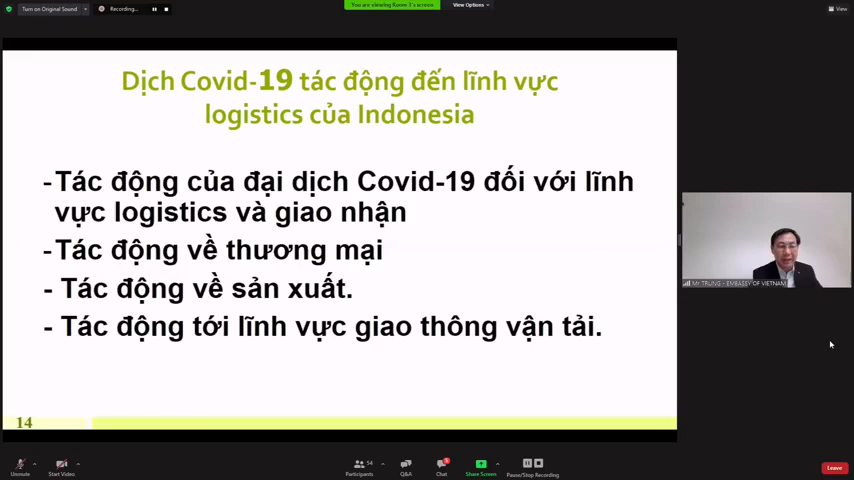 Turn on Original Sound
Recording...
You are viewing Room 3's screen
View Options
View
Dịch Covid-19 tác động đến lĩnh vực
logistics của Indonesia
-Tác động của đại dịch Covid-19 đối với lĩnh
vực logistics và giao nhận
-Tác động về thương mại
- Tác động về sản xuất.
- Tác động tới lĩnh vực giao thông vận tải.
14
Mr TRUNG - EMBASSY OF VIETNAM
Unmute
Start Video
Participants
54
Q&A
Chat
Share Screen
Pause/Stop Recording
Leave